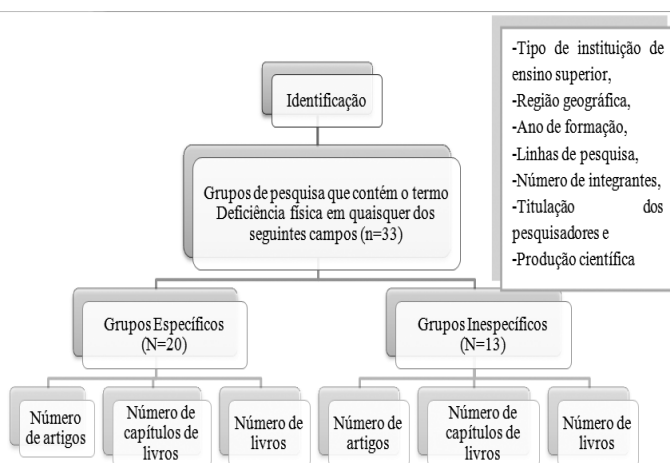 Identificação
Grupos de pesquisa que contém o termo
Deficiência física em quaisquer dos
seguintes campos (n=33)
-Tipo de instituição de
ensino superior,
-Região geográfica,
-Ano de formação,
-Linhas de pesquisa,
-Número de integrantes,
-Titulação dos
pesquisadores e
-Produção científica
Grupos Específicos
(N=20)
Grupos Inespecíficos
(N=13)
Número
de artigos
Número de
capítulos de
livros
Número de
livros
Número de
artigos
Número de
capítulos de
livros
Número de
livros